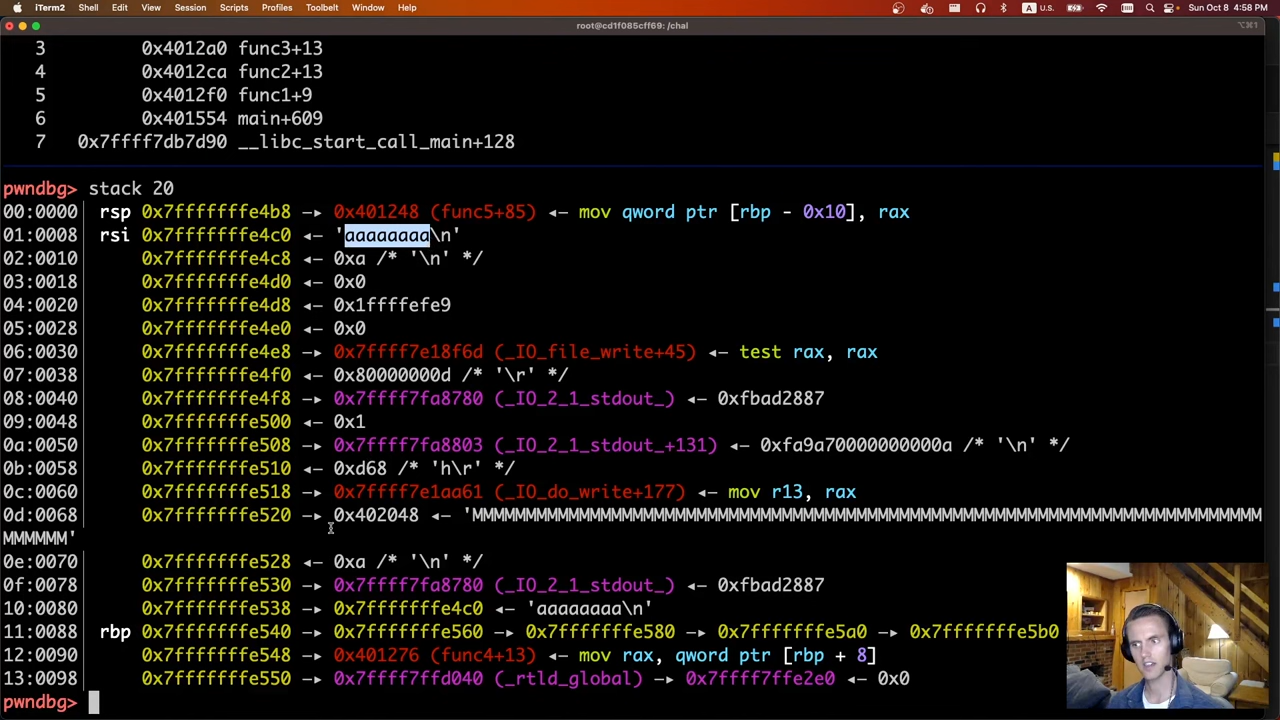 iTerm2 Shell Edit View Session Scripts Profiles Toolbelt Window Help A U.S. Sun Oct 8 4:58 PM
root@cd1f085cff69: /chal ⌥⌘1
3 0x4012a0 func3+13
4 0x4012ca func2+13
5 0x4012f0 func1+9
6 0x401554 main+609
7 0x7ffff7db7d90 __libc_start_call_main+128
pwndbg> stack 20
00:0000│ rsp 0x7fffffffe4b8 —▸ 0x401248 (func5+85) ◂— mov qword ptr [rbp - 0x10], rax
01:0008│ rsi 0x7fffffffe4c0 ◂— 'aaaaaaaa\n'
02:0010│ 0x7fffffffe4c8 ◂— 0xa /* '\n' */
03:0018│ 0x7fffffffe4d0 ◂— 0x0
04:0020│ 0x7fffffffe4d8 ◂— 0x1ffffefe9
05:0028│ 0x7fffffffe4e0 ◂— 0x0
06:0030│ 0x7fffffffe4e8 —▸ 0x7ffff7e18f6d (_IO_file_write+45) ◂— test rax, rax
07:0038│ 0x7fffffffe4f0 ◂— 0x80000000d /* '\r' */
08:0040│ 0x7fffffffe4f8 —▸ 0x7ffff7fa8780 (_IO_2_1_stdout_) ◂— 0xfbad2887
09:0048│ 0x7fffffffe500 ◂— 0x1
0a:0050│ 0x7fffffffe508 —▸ 0x7ffff7fa8803 (_IO_2_1_stdout_+131) ◂— 0xfa9a70000000000a /* '\n' */
0b:0058│ 0x7fffffffe510 ◂— 0xd68 /* 'h\r' */
0c:0060│ 0x7fffffffe518 —▸ 0x7ffff7e1aa61 (_IO_do_write+177) ◂— mov r13, rax
0d:0068│ 0x7fffffffe520 —▸ 0x402048 ◂— 'MMMMMMMMMMMMMMMMMMMMMMMMMMMMMMMMMMMMMMMMMMMMMMMMMMMMMMMMMMMMMMMMMMMMMMMMMM
MMMMMM'
0e:0070│ 0x7fffffffe528 ◂— 0xa /* '\n' */
0f:0078│ 0x7fffffffe530 —▸ 0x7ffff7fa8780 (_IO_2_1_stdout_) ◂— 0xfbad2887
10:0080│ 0x7fffffffe538 —▸ 0x7fffffffe4c0 ◂— 'aaaaaaaa\n'
11:0088│ rbp 0x7fffffffe540 —▸ 0x7fffffffe560 —▸ 0x7fffffffe580 —▸ 0x7fffffffe5a0 —▸ 0x7fffffffe5b0
12:0090│ 0x7fffffffe548 —▸ 0x401276 (func4+13) ◂— mov rax, qword ptr [rbp + 8]
13:0098│ 0x7fffffffe550 —▸ 0x7ffff7ffd040 (_rtld_global) —▸ 0x7ffff7ffe2e0 ◂— 0x0
pwndbg>